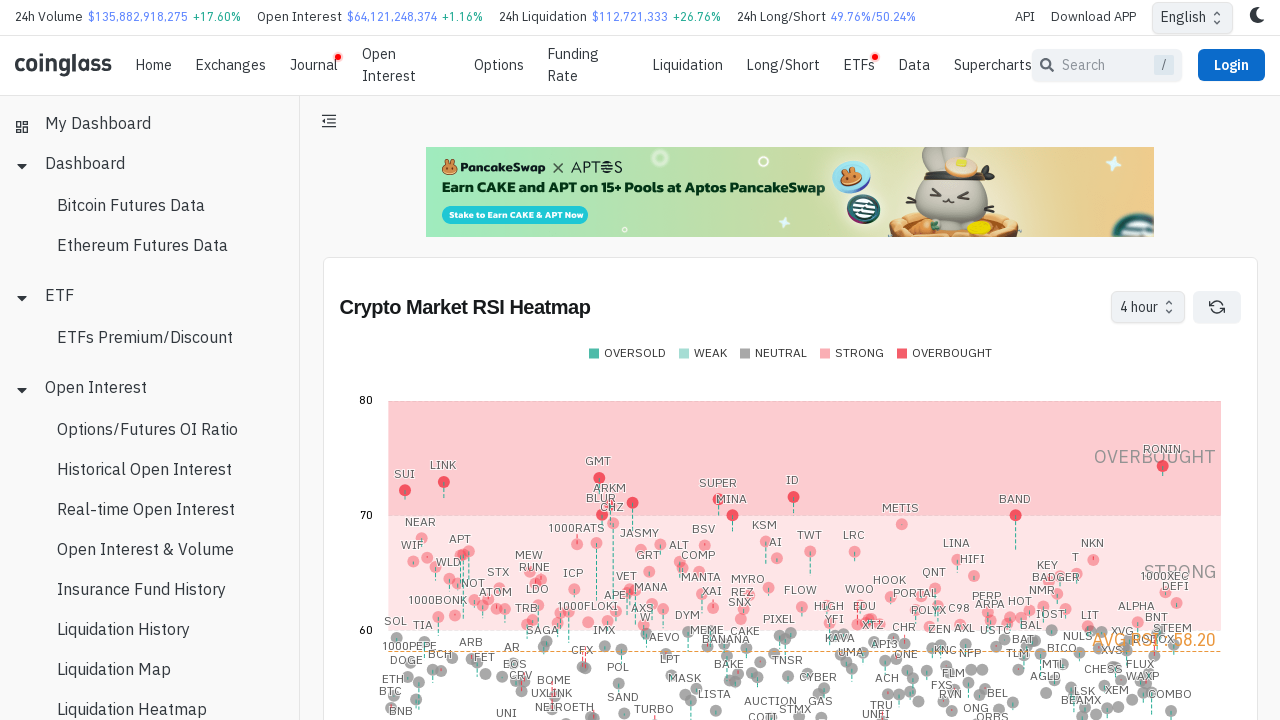 24h Volume $135,882,918,275 +17.60% Open Interest $64,121,248,374 +1.16% 24h Liquidation $112,721,333 +26.76% 24h Long/Short 49.76%/50.24% API Download APP English
coinglass Home Exchanges Journal Open Interest Options Funding Rate Liquidation Long/Short ETFs Data Supercharts Search / Login
My Dashboard
Dashboard
Bitcoin Futures Data
Ethereum Futures Data
ETF
ETFs Premium/Discount
Open Interest
Options/Futures OI Ratio
Historical Open Interest
Real-time Open Interest
Open Interest & Volume
Insurance Fund History
Liquidation History
Liquidation Map
Liquidation Heatmap
PancakeSwap X APTOS
Earn CAKE and APT on 15+ Pools at Aptos PancakeSwap
Stake to Earn CAKE & APT Now
Crypto Market RSI Heatmap
4 hour
OVERSOLD WEAK NEUTRAL STRONG OVERBOUGHT
80
RONIN
OVERBOUGHT
GMT
LINK
SUI
ID
SUPER
ARKM
BLUR
MINA
BAND
CHZ
METIS
70
NEAR
1000RATS
JASMY
BSV
KSM
TWT
LRC
APT
WIF
ALT
AI
LINA
NKN
MEW
GRT
COMP
HIFI
T
WLD
RUNE
KEY
STRONG
STX
ICP
VET
MANTA
MYRO
QNT
BADGER
1000XEC
NOT
ATOM
LDO
MANA
XAI
REZ
FLOW
WOO
HOOK
PORTAL
NMR
DEFI
1000BONK
TRB
1000FLOKI
APE
AXS
SNX
HIGH
EDU
POLYX
C98
PERP
ARPA
HOT
ALPHA
IOST
LIT
BNT
SOL
TIA
W
DYM
PIXEL
YFI
XTZ
CHR
ZEN
AXL
USTC
BAL
XVG
STEEM
60
SAGA
IMX
AEVO
MEME
CAKE
BANANA
KAVA
API3
KNC
NFP
BAT
NULS
AVG RSI: 58.20
1000PEPE
DOGE
BCH
ARB
FET
AR
CFX
LPT
BAKE
TNSR
UMA
ONE
TLM
BICO
XVS
EOS
CRV
POL
MTL
CHESS
FLUX
ETH
BTC
BOME
MASK
CYBER
ACH
FLM
FXS
AGLD
WAXP
BNB
UXLINK
SAND
LISTA
AUCTION
GAS
RVN
BEL
LSK
XEM
COMBO
UNI
NEIROETH
TURBO
STMX
TRU
ONG
BEAMX